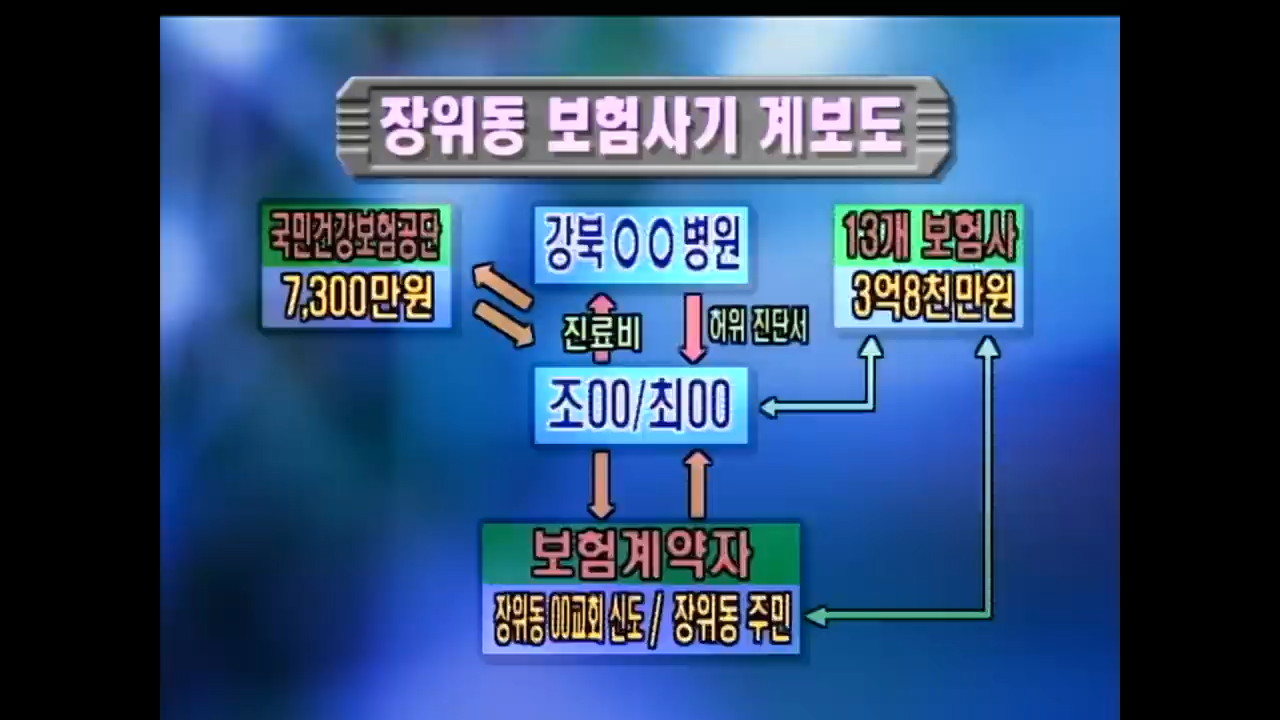 장위동 보험사기 계보도
국민건강보험공단
7,300만원
강북 O O 병원
13개 보험사
3억8천만원
진료비
허위 진단서
조00/최00
보험계약자
장위동 00교회 신도 / 장위동 주민